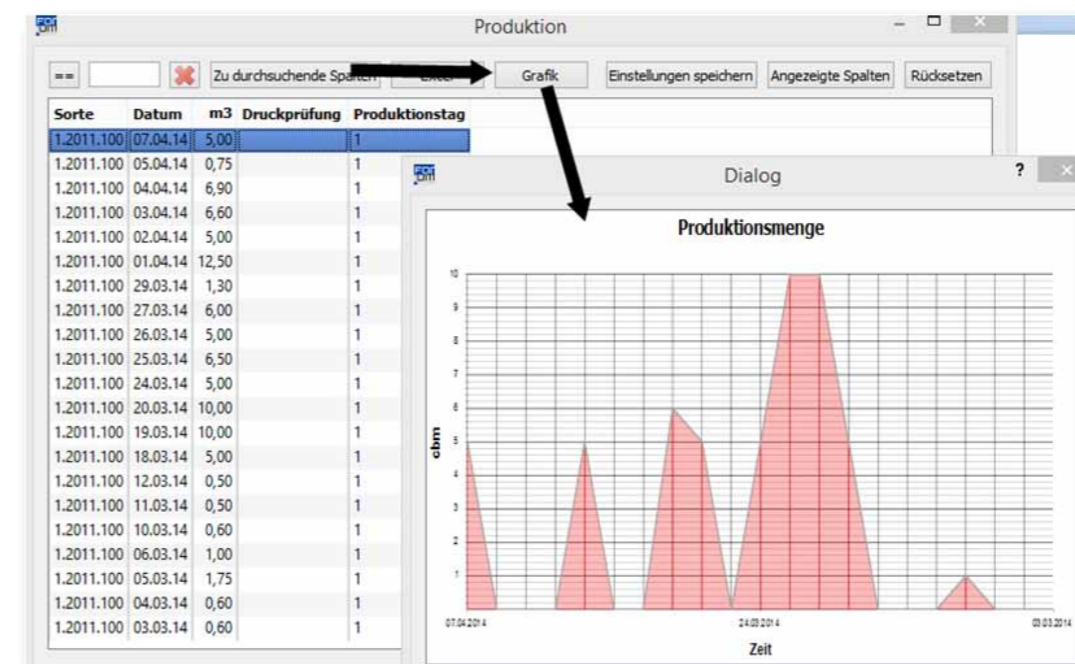 Produktion
== Zu durchsuchende Spalten Excel Grafik Einstellungen speichern Angezeigte Spalten Rücksetzen
Sorte Datum m3 Druckprüfung Produktionstag
1.2011.100 07.04.14 5,00 1
1.2011.100 05.04.14 0,75 1
1.2011.100 04.04.14 6,90 1
1.2011.100 03.04.14 6,60 1
1.2011.100 02.04.14 5,00 1
1.2011.100 01.04.14 12,50 1
1.2011.100 29.03.14 1,30 1
1.2011.100 27.03.14 6,00 1
1.2011.100 26.03.14 5,00 1
1.2011.100 25.03.14 6,50 1
1.2011.100 24.03.14 5,00 1
1.2011.100 20.03.14 10,00 1
1.2011.100 19.03.14 10,00 1
1.2011.100 18.03.14 5,00 1
1.2011.100 12.03.14 0,50 1
1.2011.100 11.03.14 0,50 1
1.2011.100 10.03.14 0,60 1
1.2011.100 06.03.14 1,00 1
1.2011.100 05.03.14 1,75 1
1.2011.100 04.03.14 0,60 1
1.2011.100 03.03.14 0,60 1
Dialog ?
Produktionsmenge
10
9
8
7
6
5
4
3
2
1
cbm
07.04.2014 24.03.2014 03.03.2014
Zeit